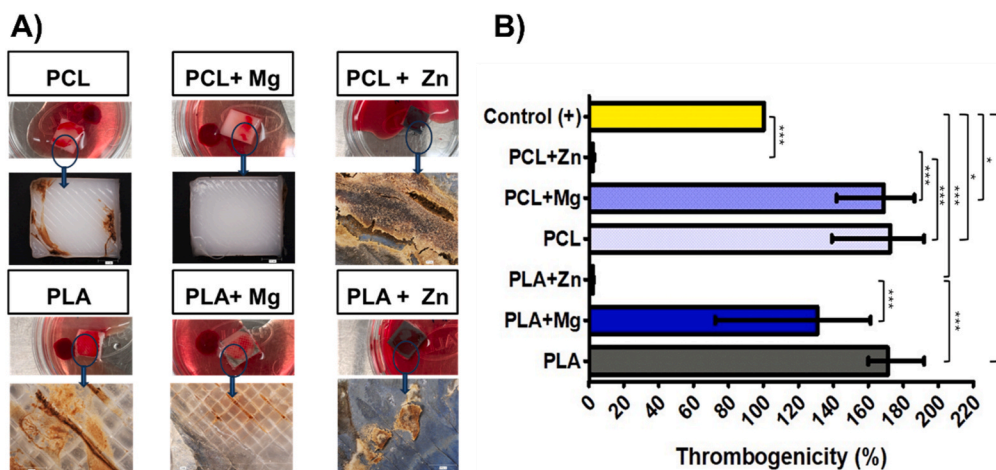 A)
PCL
PCL+ Mg
PCL + Zn
PLA
PLA+ Mg
PLA + Zn
B)
Control (+)
PCL+Zn
PCL+Mg
PCL
PLA+Zn
PLA+Mg
PLA
***
***
***
***
*
*
***
***
0
20
40
60
80
100
120
140
160
180
200
220
Thrombogenicity (%)